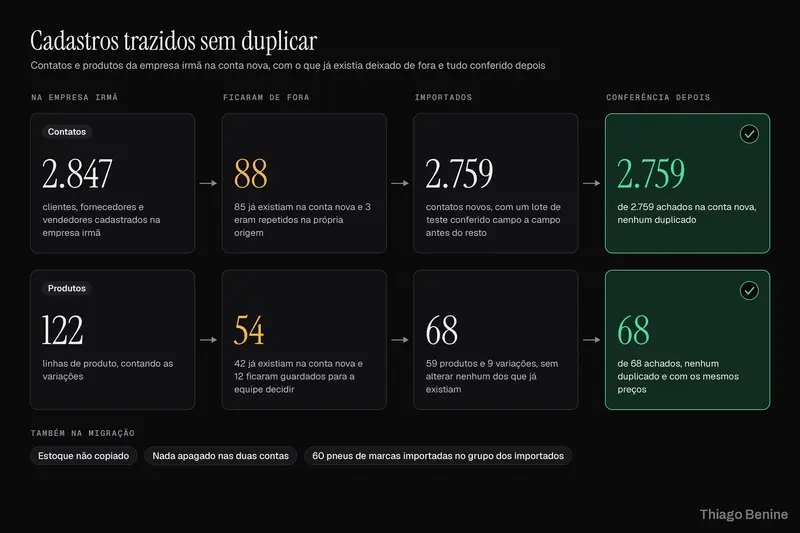 Cadastros trazidos sem duplicar
Contatos e produtos da empresa irmã na conta nova, com o que já existia deixado de fora e tudo conferido depois
NA EMPRESA IRMÃ
FICARAM DE FORA
IMPORTADOS
CONFERÊNCIA DEPOIS
Contatos
2.847
clientes, fornecedores e
vendedores cadastrados na
empresa irmã
88
85 já existiam na conta nova e 3
eram repetidos na própria
origem
2.759
contatos novos, com um lote de
teste conferido campo a campo
antes do resto
2.759
de 2.759 achados na conta nova,
nenhum duplicado
Produtos
122
linhas de produto, contando as
variações
54
42 já existiam na conta nova e
12 ficaram guardados para a
equipe decidir
68
59 produtos e 9 variações, sem
alterar nenhum dos que já
existiam
68
de 68 achados, nenhum
duplicado e com os mesmos
preços
TAMBÉM NA MIGRAÇÃO
Estoque não copiado
Nada apagado nas duas contas
60 pneus de marcas importadas no grupo dos importados
Thiago Benine